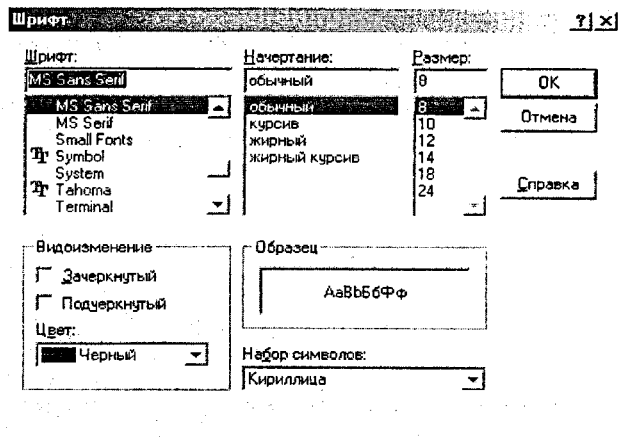 Шрифт ? ×
Шрифт:
MS Sans Serif
MS Sans Serif
MS Serif
Small Fonts
Symbol
System
Tahoma
Terminal
Начертание:
обычный
обычный
курсив
жирный
жирный курсив
Размер:
8
8
10
12
14
18
24
OK
Отмена
Справка
Видоизменение
Зачеркнутый
Подчеркнутый
Цвет:
Черный
Образец
АаВbБбФф
Набор символов:
Кириллица